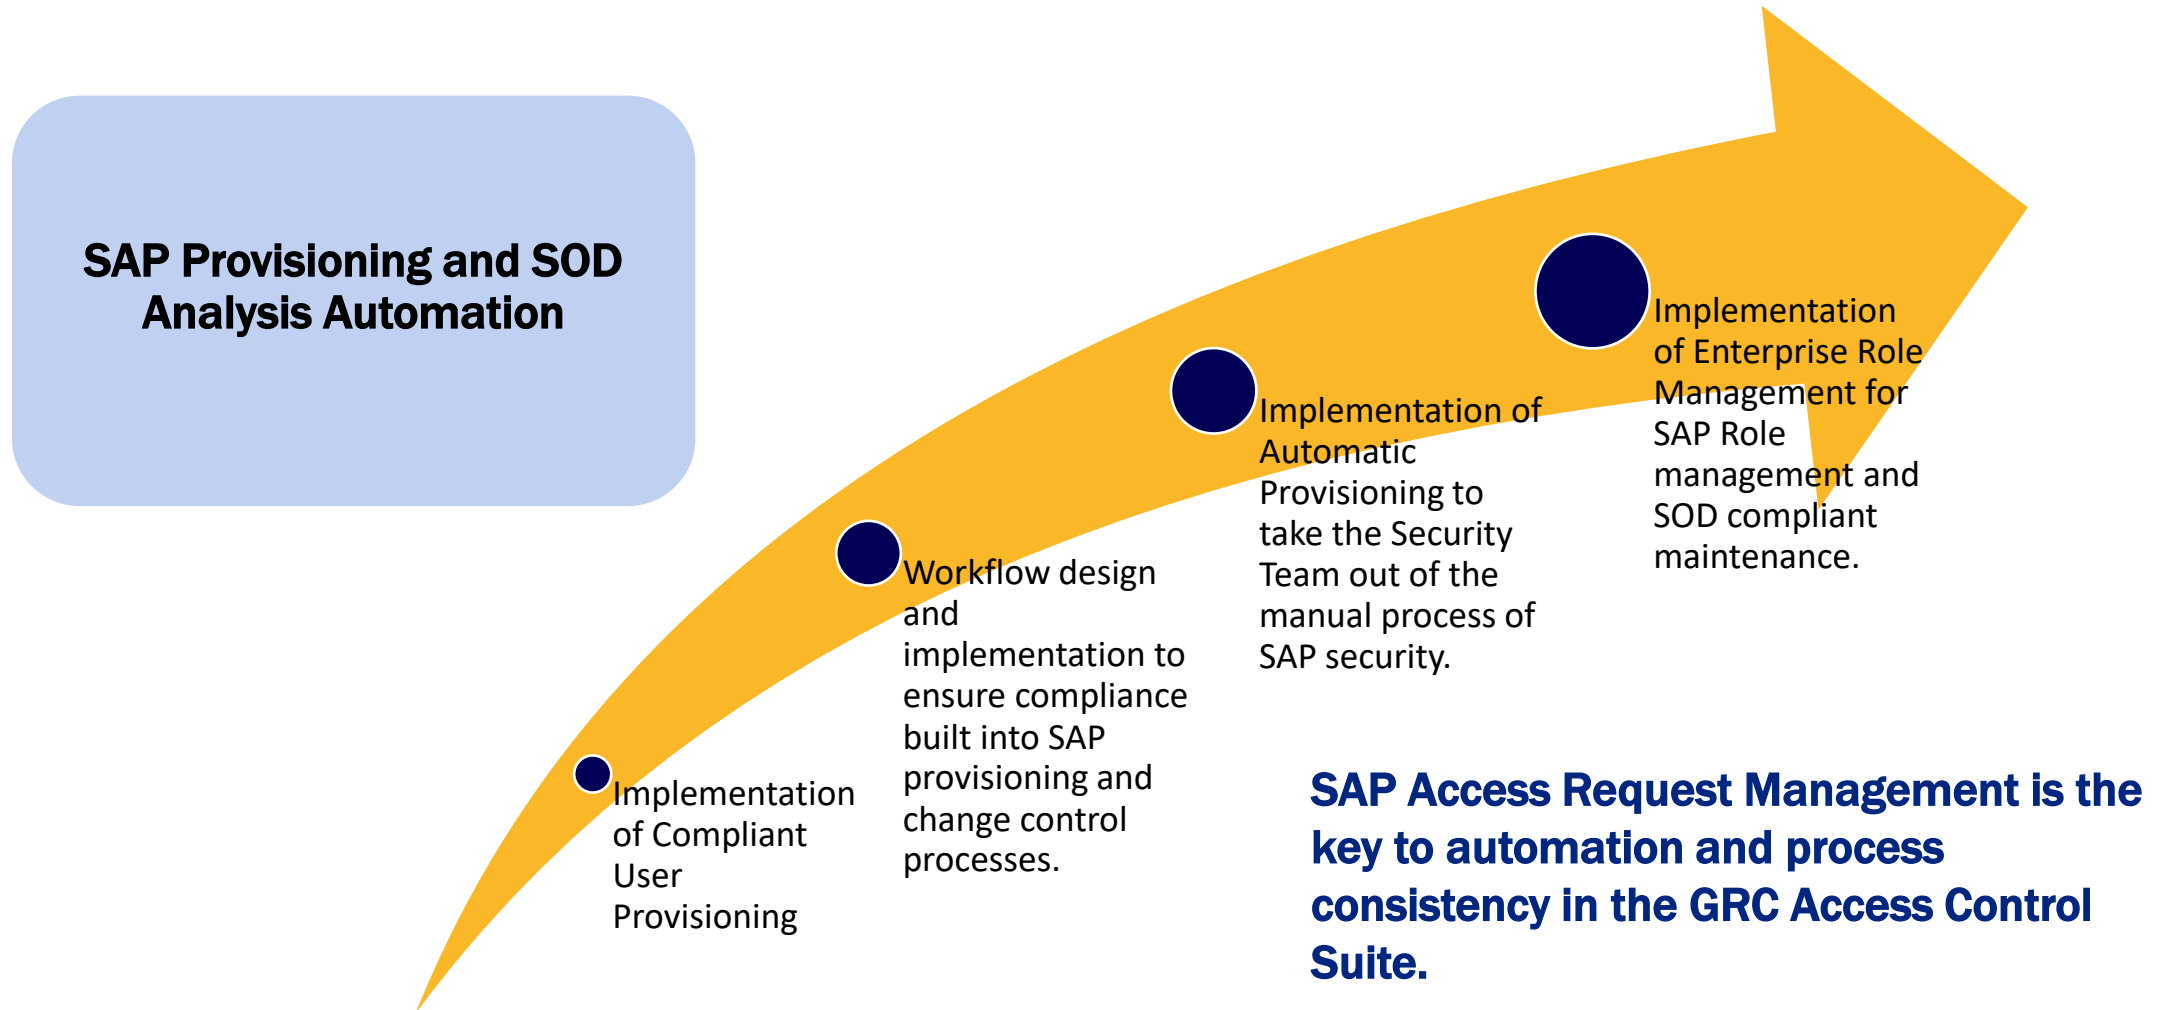 SAP Provisioning and SOD
Analysis Automation
Implementation
of Compliant
User
Provisioning
Workflow design
and
implementation to
ensure compliance
built into SAP
provisioning and
change control
processes.
Implementation of
Automatic
Provisioning to
take the Security
Team out of the
manual process of
SAP security.
Implementation
of Enterprise Role
Management for
SAP Role
management and
SOD compliant
maintenance.
SAP Access Request Management is the
key to automation and process
consistency in the GRC Access Control
Suite.